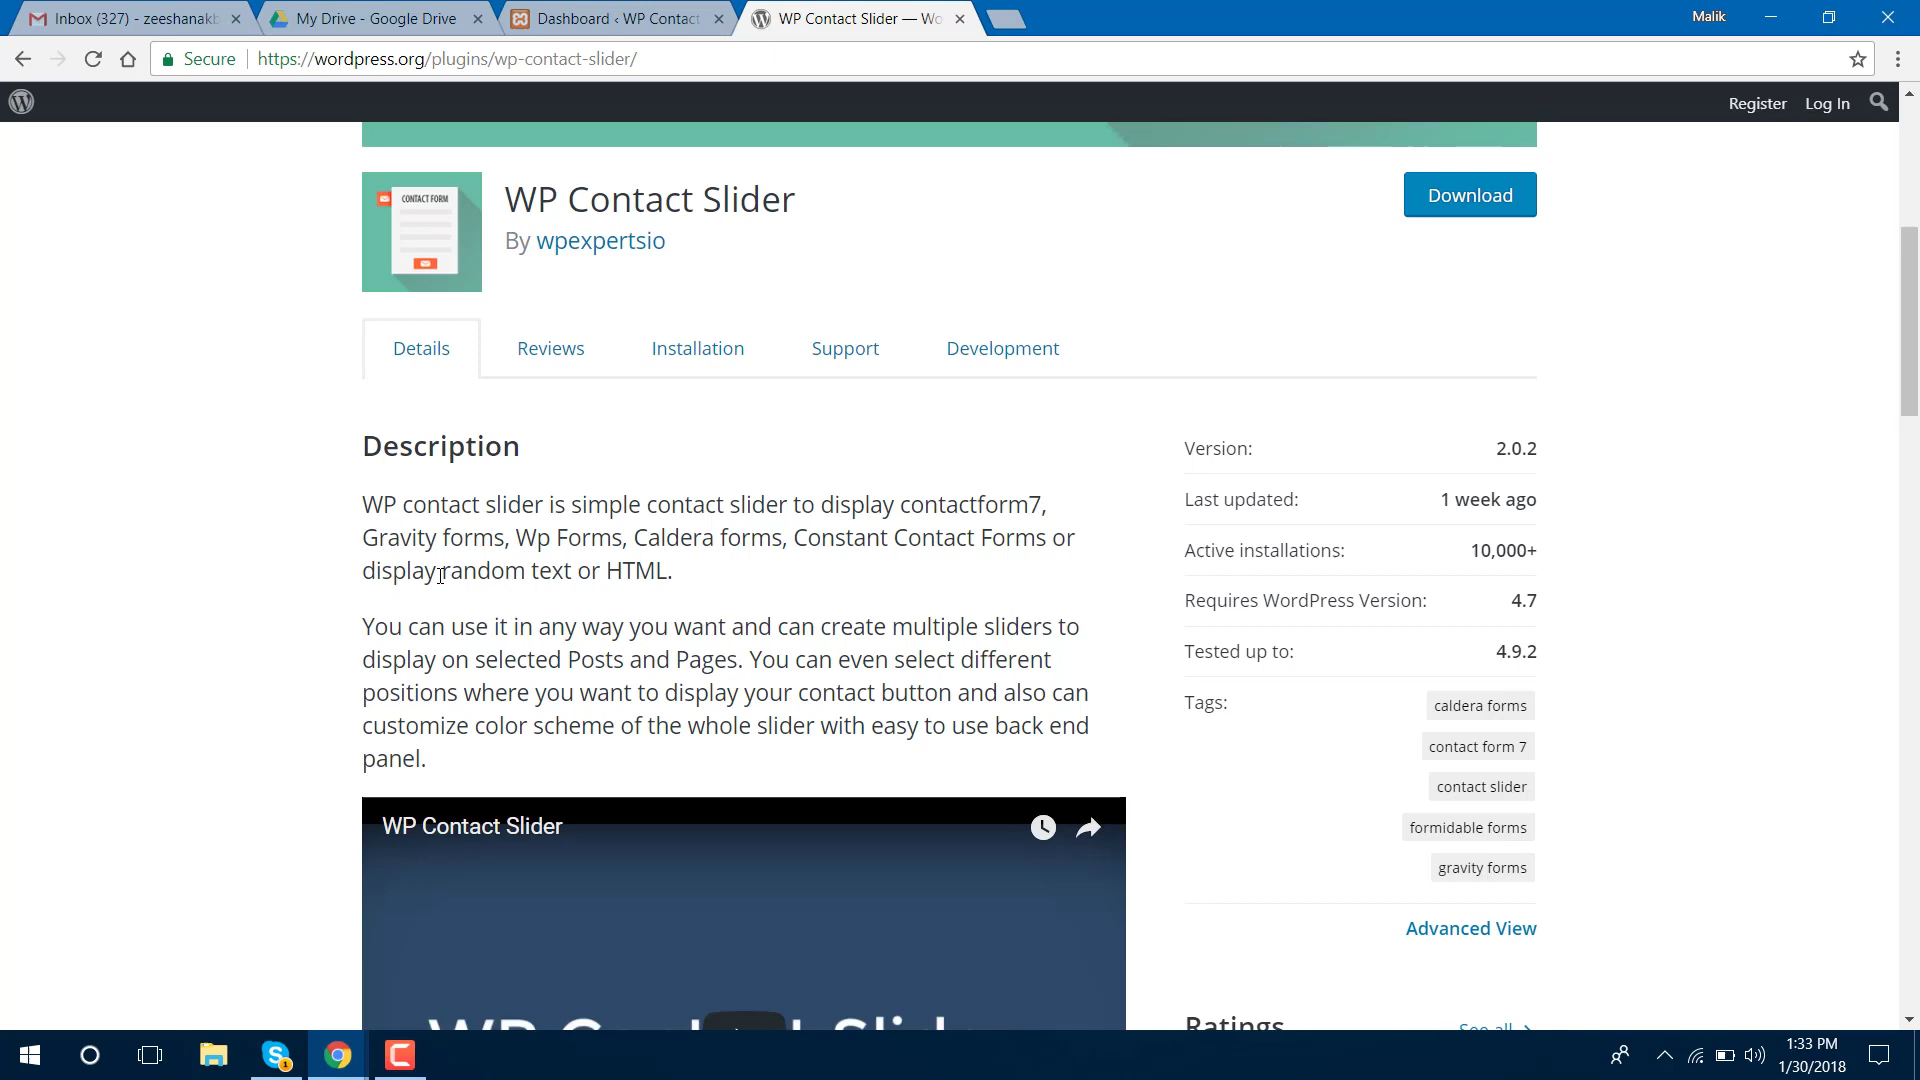 Inbox (327) - zeeshanakb
My Drive - Google Drive
Dashboard ‹ WP Contact
WP Contact Slider — Wo
Malik
Secure
https://wordpress.org/plugins/wp-contact-slider/
Register
Log In
CONTACT FORM
WP Contact Slider
By wpexpertsio
Download
Details
Reviews
Installation
Support
Development
Description
WP contact slider is simple contact slider to display contactform7,
Gravity forms, Wp Forms, Caldera forms, Constant Contact Forms or
display random text or HTML.
You can use it in any way you want and can create multiple sliders to
display on selected Posts and Pages. You can even select different
positions where you want to display your contact button and also can
customize color scheme of the whole slider with easy to use back end
panel.
WP Contact Slider
Version: 2.0.2
Last updated: 1 week ago
Active installations: 10,000+
Requires WordPress Version: 4.7
Tested up to: 4.9.2
Tags:
caldera forms
contact form 7
contact slider
formidable forms
gravity forms
Advanced View
Ratings
See all
1
1:33 PM
1/30/2018